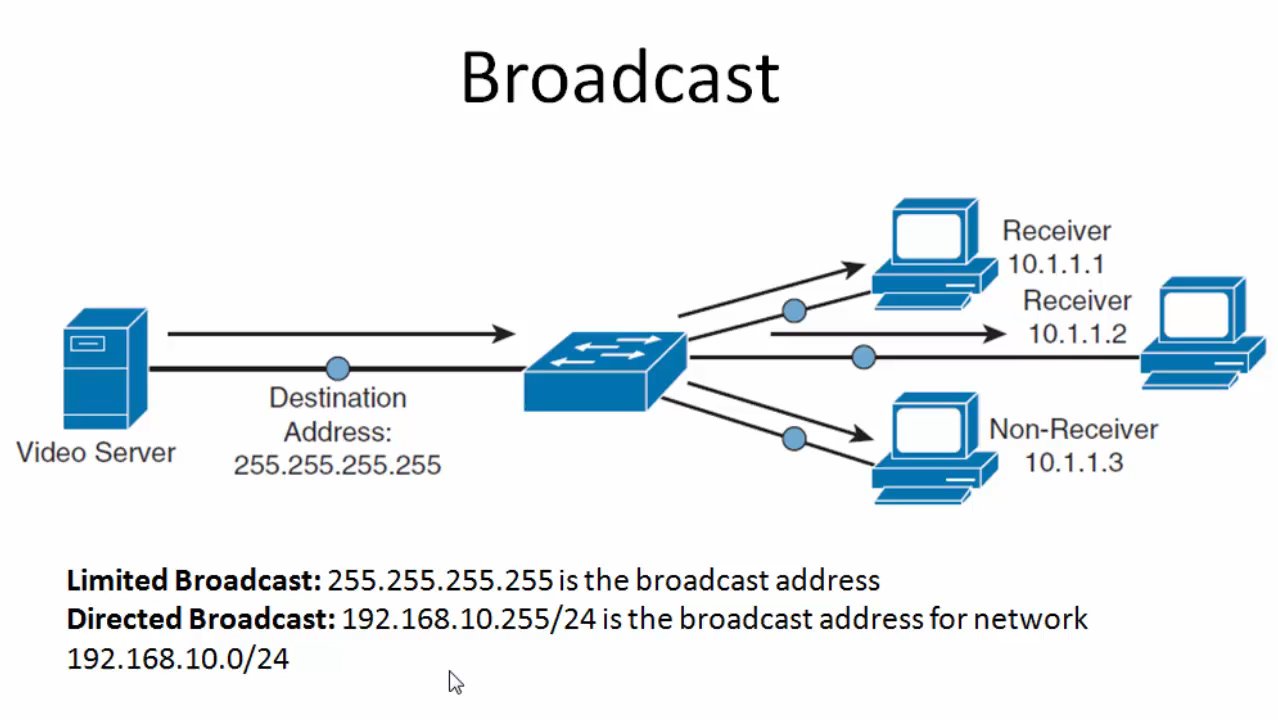 Broadcast
Receiver
10.1.1.1
Receiver
10.1.1.2
Destination
Address:
255.255.255.255
Video Server
Non-Receiver
10.1.1.3
Limited Broadcast: 255.255.255.255 is the broadcast address
Directed Broadcast: 192.168.10.255/24 is the broadcast address for network
192.168.10.0/24